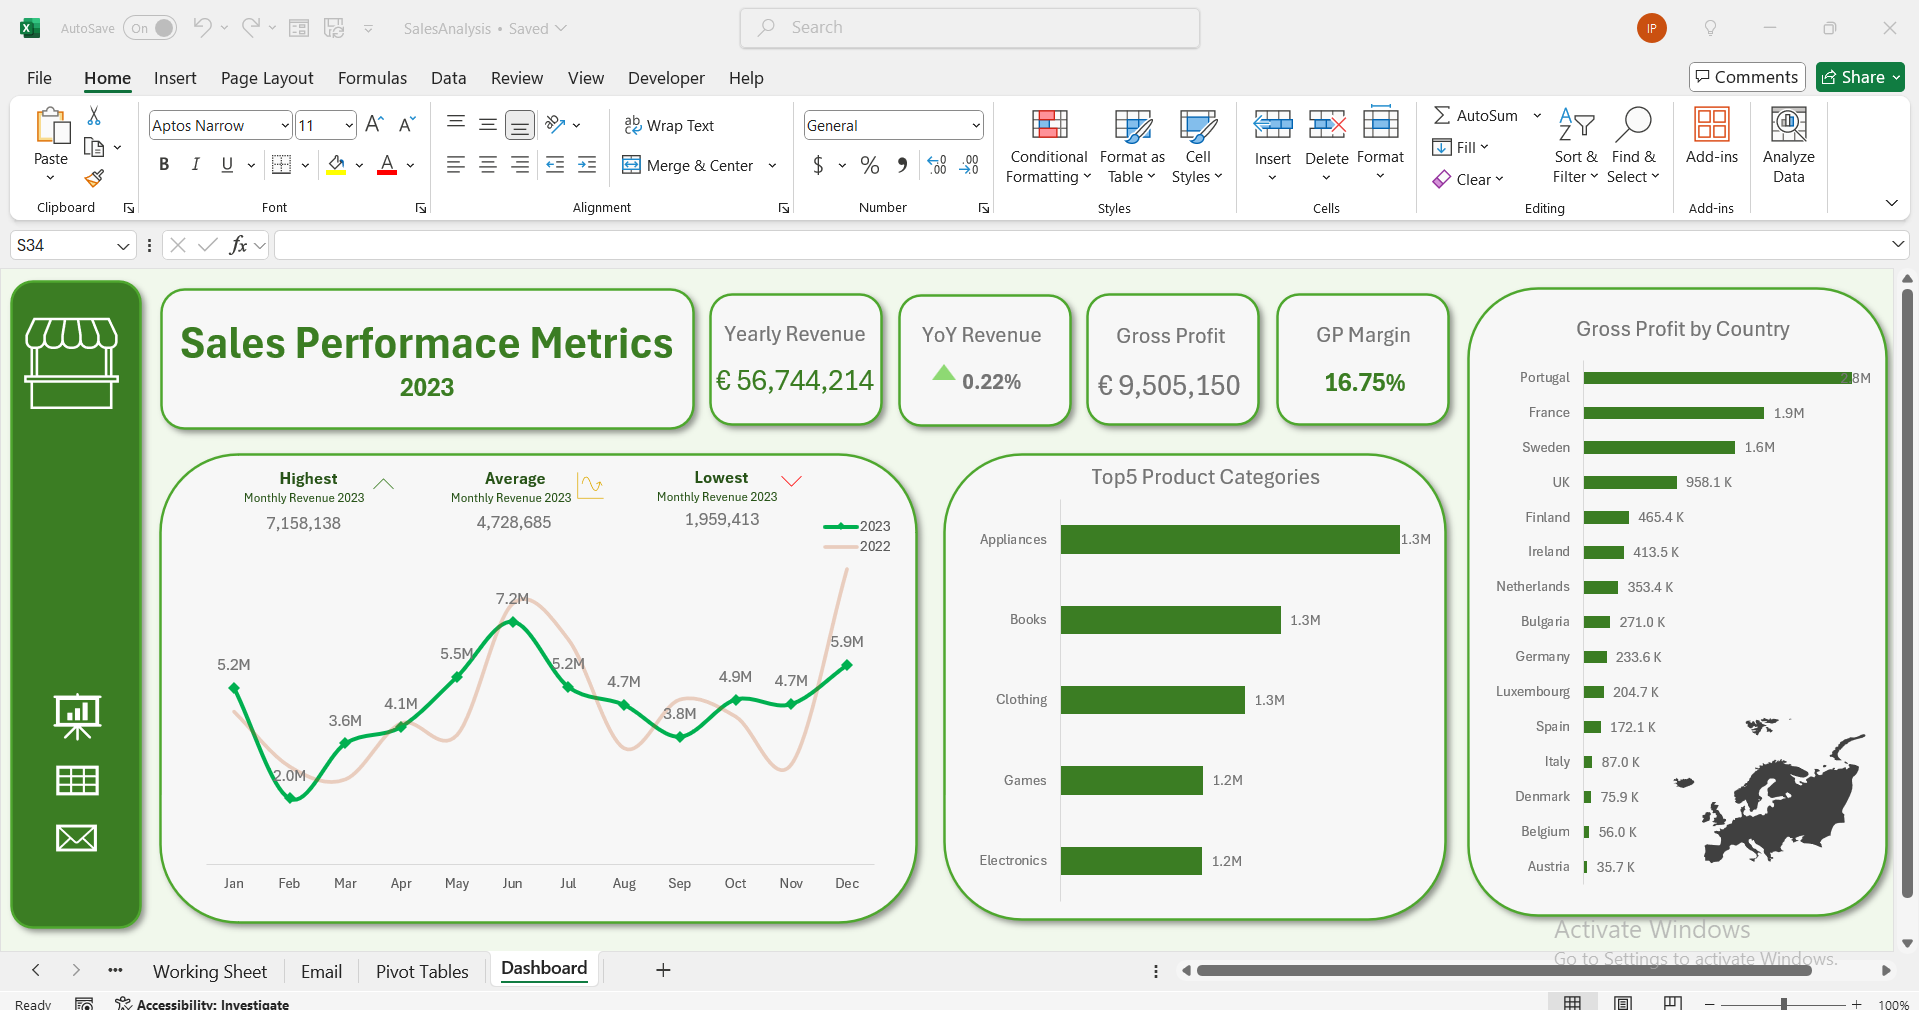 AutoSave On SalesAnalysis • Saved Search IP
File Home Insert Page Layout Formulas Data Review View Developer Help Comments Share
Paste
Clipboard
Aptos Narrow 11
B I U A
Font
ab Wrap Text
Merge & Center
Alignment
General
$ % 9 .00
Number
Conditional Formatting
Format as Table
Cell Styles
Styles
Insert Delete Format
Cells
AutoSum
Fill
Clear
Sort & Filter
Find & Select
Editing
Add-ins
Add-ins
Analyze Data
S34 fx
Sales Performace Metrics
2023
Yearly Revenue
€ 56,744,214
YoY Revenue
0.22%
Gross Profit
€ 9,505,150
GP Margin
16.75%
Highest
Monthly Revenue 2023
7,158,138
Average
Monthly Revenue 2023
4,728,685
Lowest
Monthly Revenue 2023
1,959,413
2023
2022
5.2M 2.0M 3.6M 4.1M 5.5M 7.2M 5.2M 4.7M 3.8M 4.9M 4.7M 5.9M
Jan Feb Mar Apr May Jun Jul Aug Sep Oct Nov Dec
Top5 Product Categories
Appliances 1.3M
Books 1.3M
Clothing 1.3M
Games 1.2M
Electronics 1.2M
Gross Profit by Country
Portugal 2.8M
France 1.9M
Sweden 1.6M
UK 958.1 K
Finland 465.4 K
Ireland 413.5 K
Netherlands 353.4 K
Bulgaria 271.0 K
Germany 233.6 K
Luxembourg 204.7 K
Spain 172.1 K
Italy 87.0 K
Denmark 75.9 K
Belgium 56.0 K
Austria 35.7 K
Activate Windows
Go to Settings to activate Windows.
Working Sheet Email Pivot Tables Dashboard
Ready Accessibility: Investigate 100%